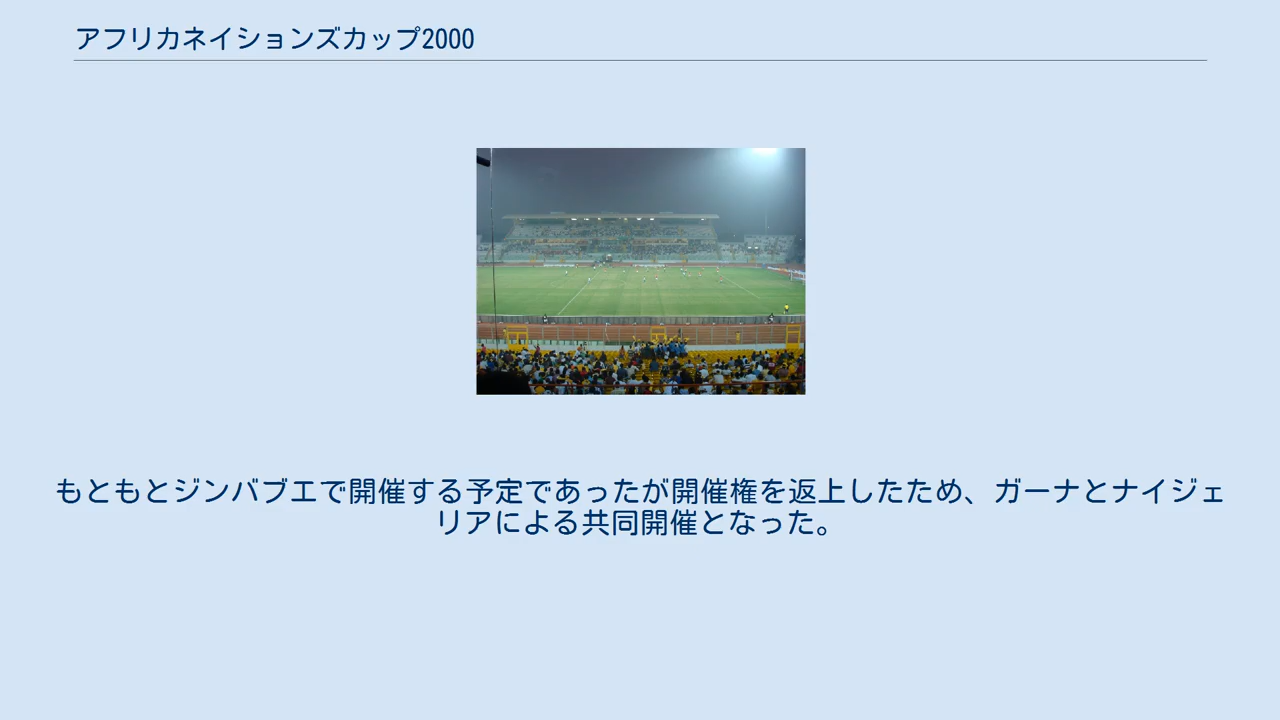 アフリカネイションズカップ2000
もともとジンバブエで開催する予定であったが開催権を返上したため、ガーナとナイジェ
リアによる共同開催となった。